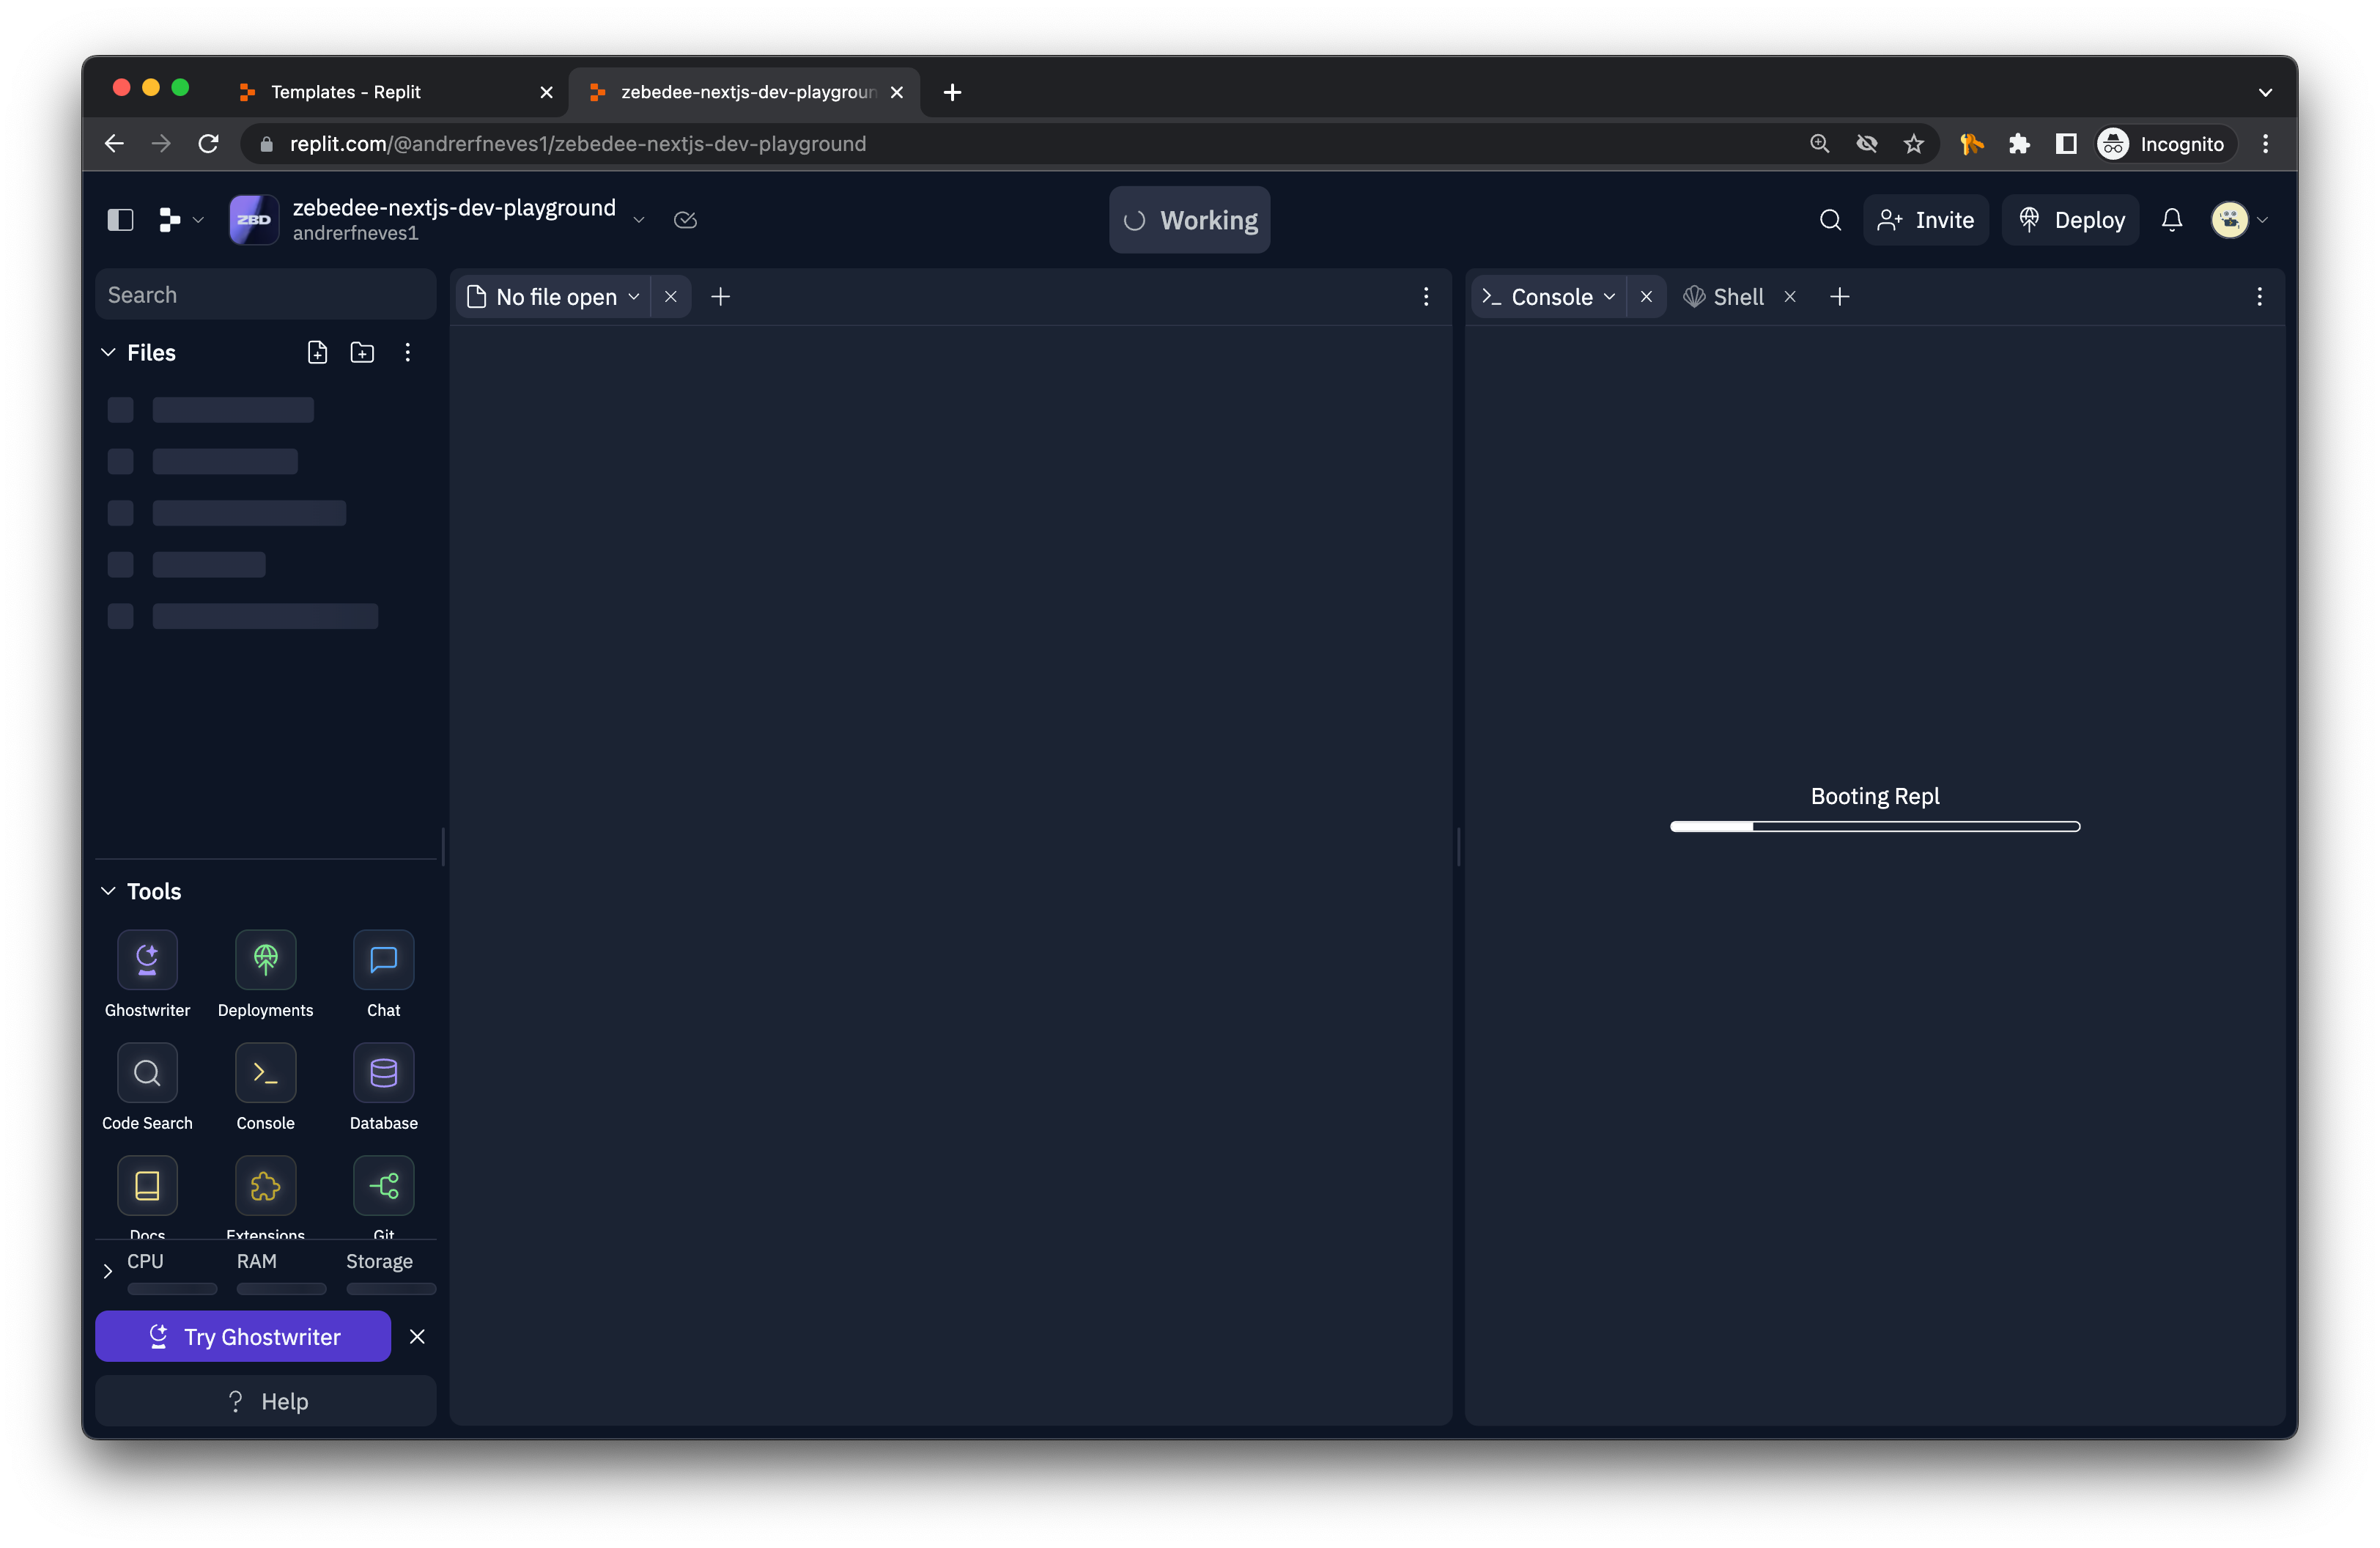 Templates - Replit
zebedee-nextjs-dev-playgroun
replit.com/@andrerfneves1/zebedee-nextjs-dev-playground
Incognito
ZBD
zebedee-nextjs-dev-playground
andrerfneves1
Working
Invite
Deploy
Search
No file open
Console
Shell
Files
Booting Repl
Tools
Ghostwriter
Deployments
Chat
Code Search
Console
Database
Docs
Extensions
Git
CPU
RAM
Storage
Try Ghostwriter
? Help